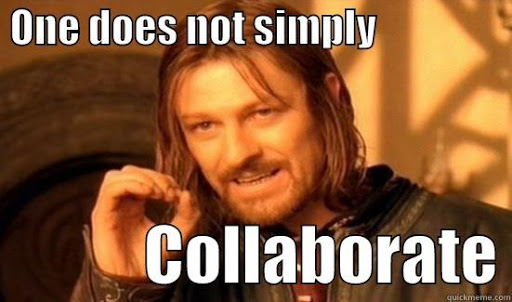 One does not simply
Collaborate
quickmeme.com